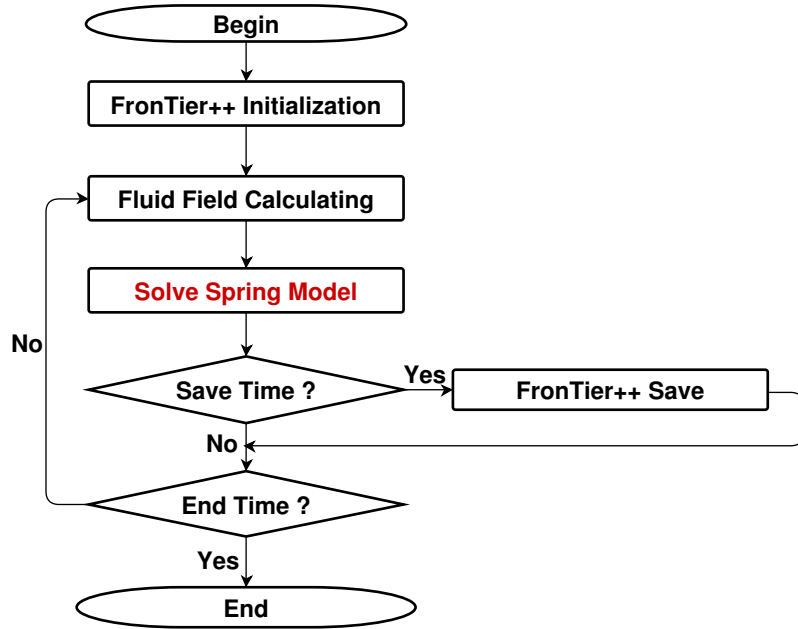 Begin
FronTier++ Initialization
Fluid Field Calculating
Solve Spring Model
No
Save Time ?
Yes
FronTier++ Save
No
End Time ?
Yes
End